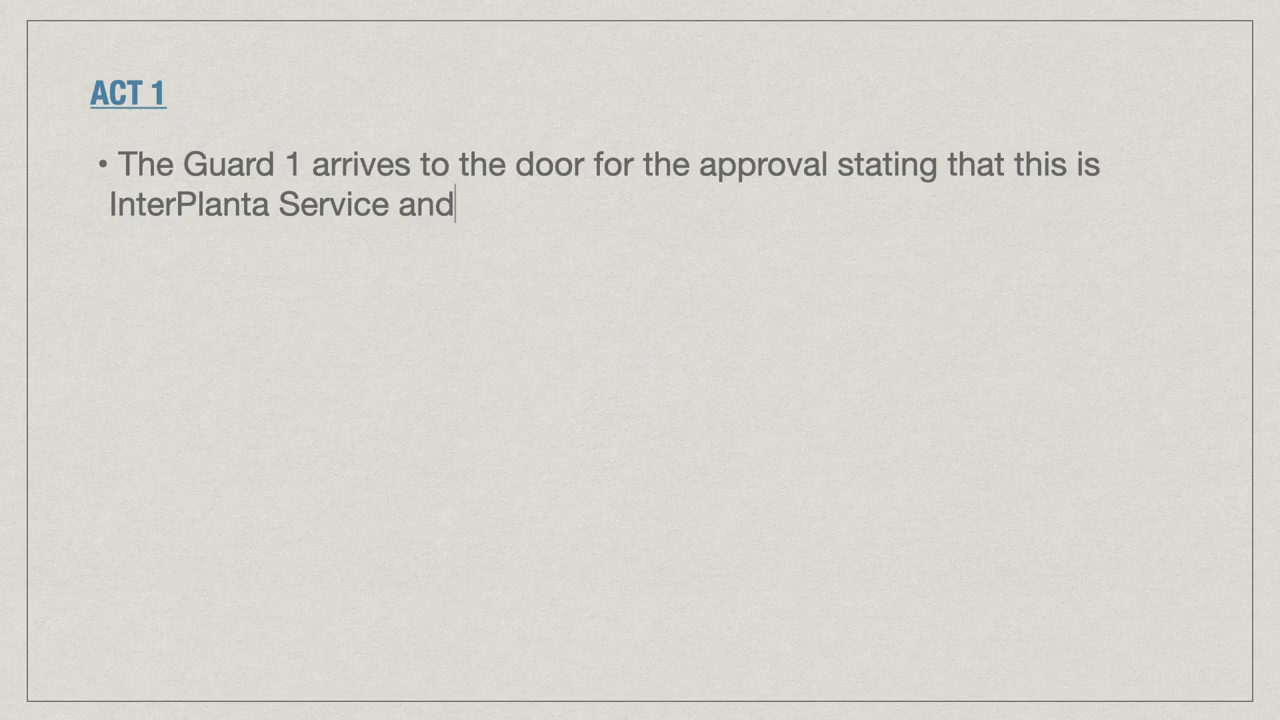 ACT 1
• The Guard 1 arrives to the door for the approval stating that this is
InterPlanta Service and